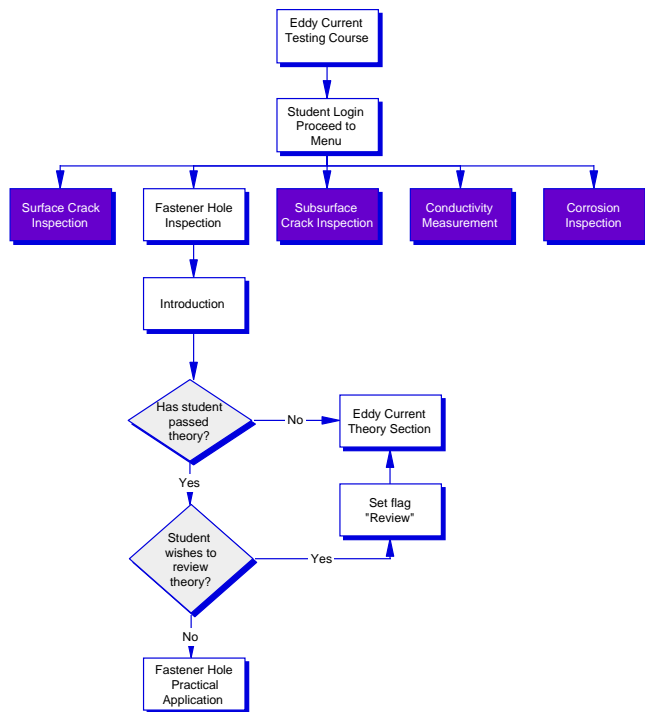 Eddy Current
Testing Course
Student Login
Proceed to
Menu
Surface Crack
Inspection
Fastener Hole
Inspection
Subsurface
Crack Inspection
Conductivity
Measurement
Corrosion
Inspection
Introduction
Has student
passed
theory?
No
Eddy Current
Theory Section
Yes
Set flag
"Review"
Student
wishes to
review
theory?
Yes
No
Fastener Hole
Practical
Application